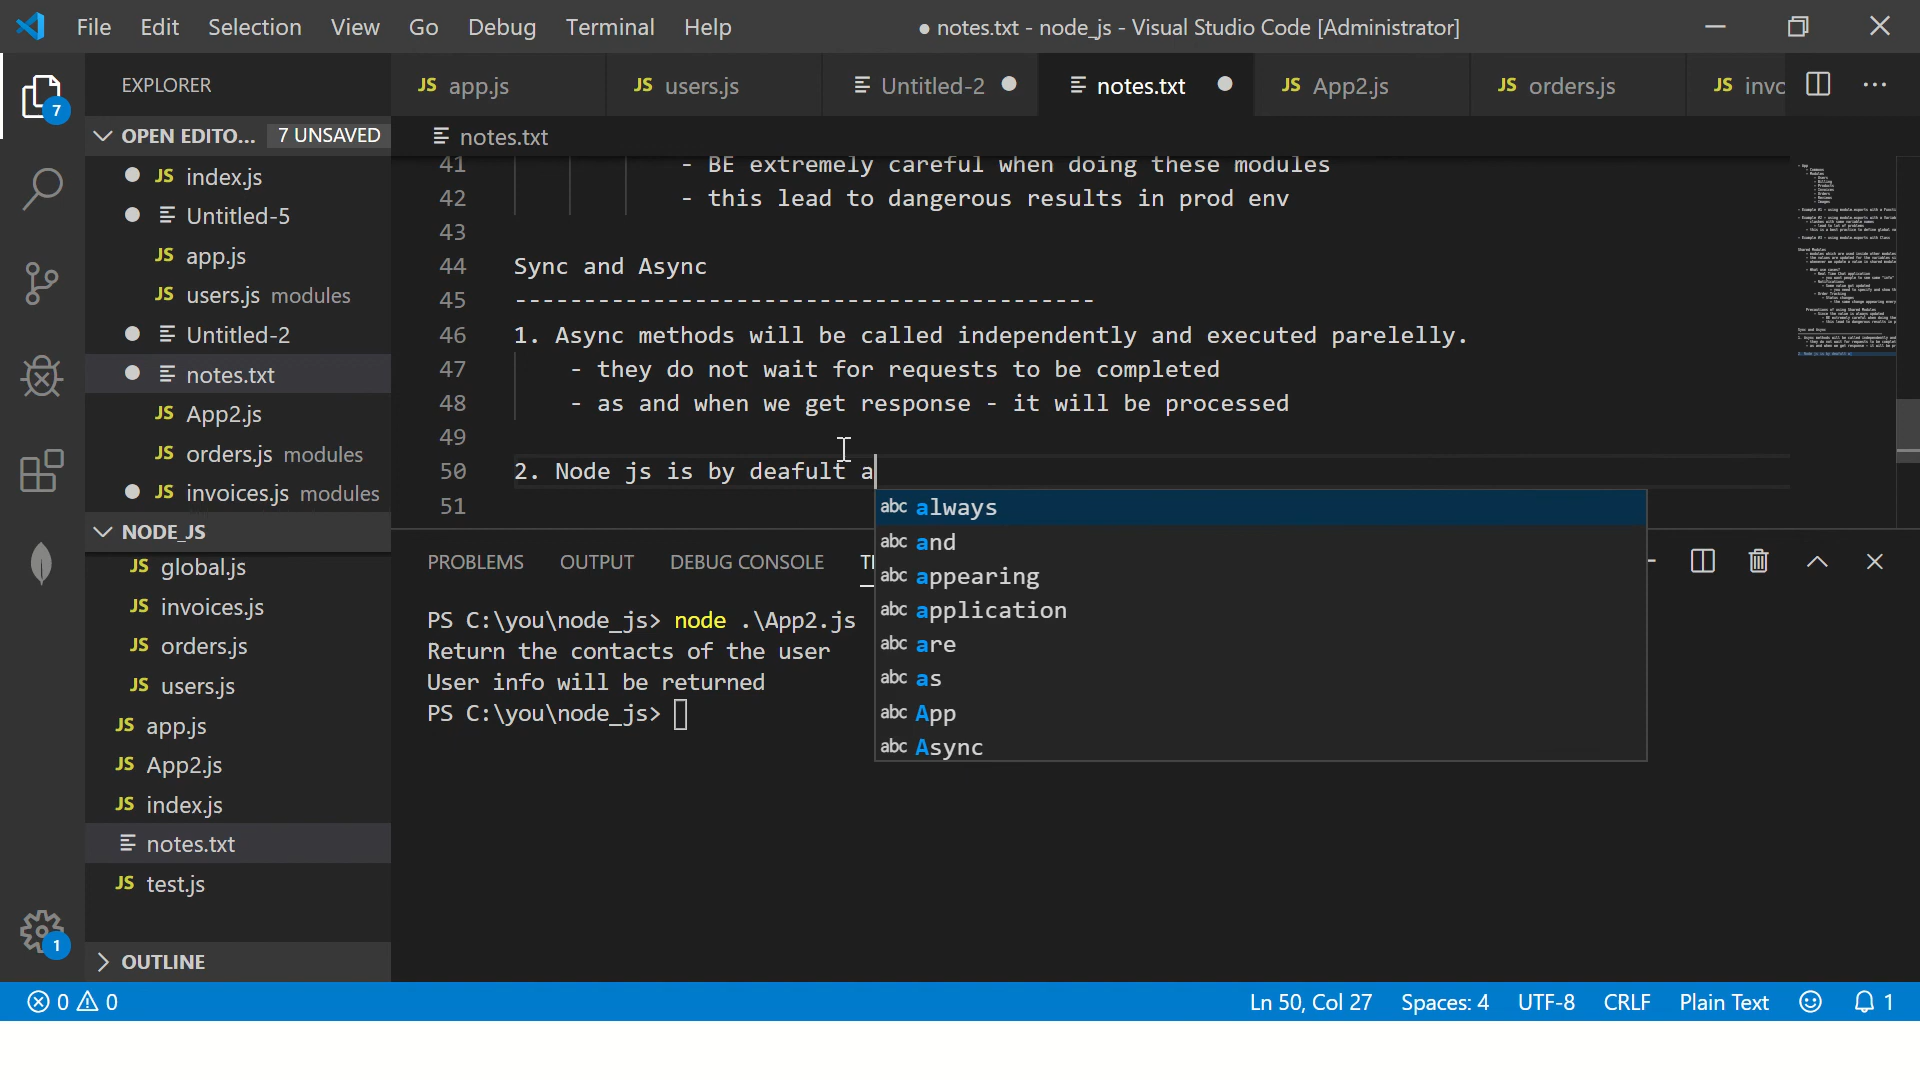 File Edit Selection View Go Debug Terminal Help
● notes.txt - node_js - Visual Studio Code [Administrator]
EXPLORER
JS app.js
JS users.js
Untitled-2
notes.txt
JS App2.js
JS orders.js
JS invo
7
OPEN EDITO... 7 UNSAVED
JS index.js
Untitled-5
JS app.js
JS users.js modules
Untitled-2
notes.txt
JS App2.js
JS orders.js modules
JS invoices.js modules
NODE_JS
JS global.js
JS invoices.js
JS orders.js
JS users.js
JS app.js
JS App2.js
JS index.js
notes.txt
JS test.js
OUTLINE
1
notes.txt
41 - BE extremely careful when doing these modules
42 - this lead to dangerous results in prod env
43
44 Sync and Async
45 ------------------------------------------
46 1. Async methods will be called independently and executed parelelly.
47 - they do not wait for requests to be completed
48 - as and when we get response - it will be processed
49
50 2. Node js is by deafult a
51
abc always
abc and
abc appearing
abc application
abc are
abc as
abc App
abc Async
PROBLEMS OUTPUT DEBUG CONSOLE
PS C:\you\node_js> node .\App2.js
Return the contacts of the user
User info will be returned
PS C:\you\node_js>
0 0
Ln 50, Col 27 Spaces: 4 UTF-8 CRLF Plain Text 1